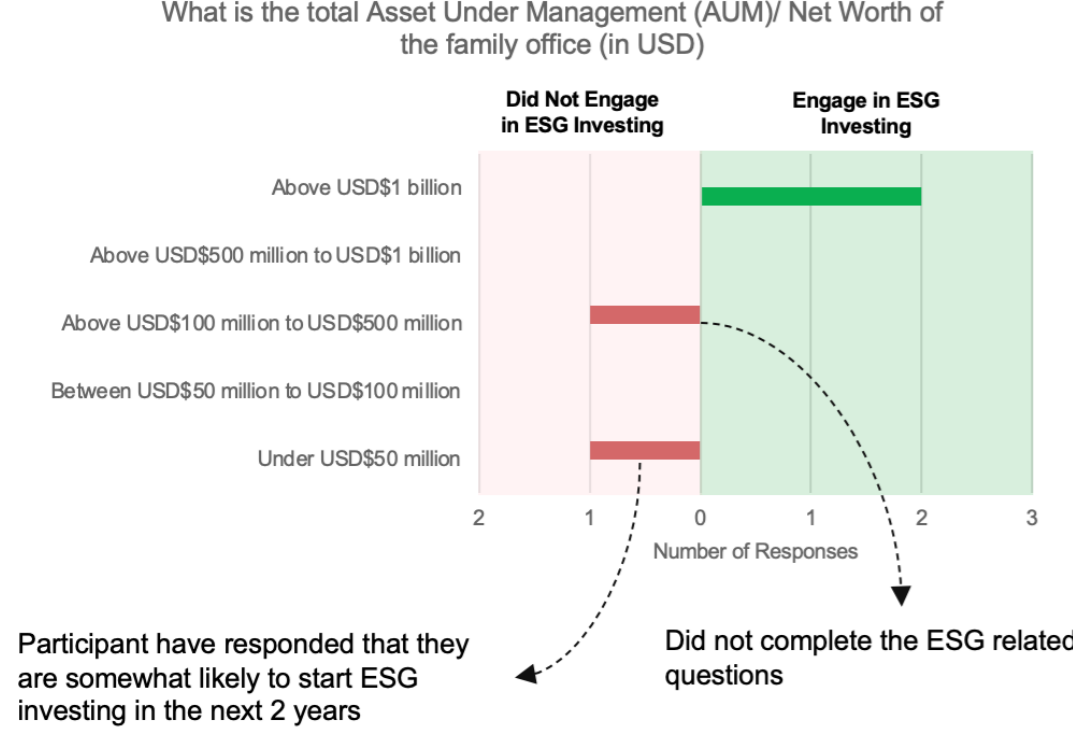 What is the total Asset Under Management (AUM)/ Net Worth of
the family office (in USD)
Did Not Engage
in ESG Investing
Engage in ESG
Investing
Above USD$1 billion
Above USD$500 million to USD$1 billion
Above USD$100 million to USD$500 million
Between USD$50 million to USD$100 million
Under USD$50 million
2 1 0 1 2 3
Number of Responses
Participant have responded that they
are somewhat likely to start ESG
investing in the next 2 years
Did not complete the ESG related
questions